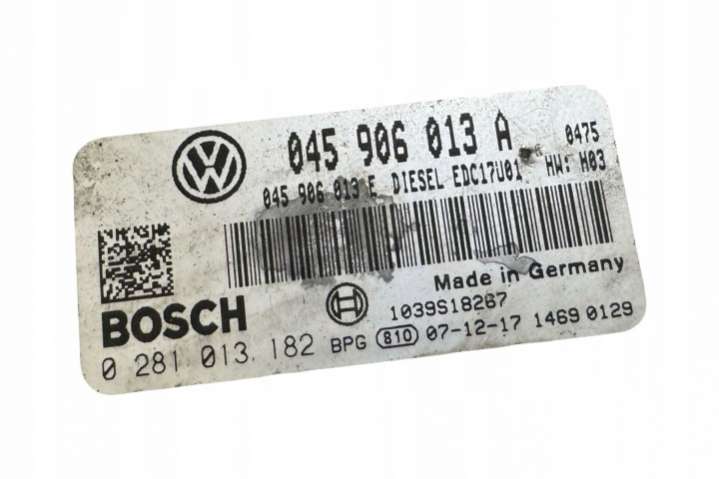 045 906 013 A 0475
045 906 013 E DIESEL EDC17U01 HW: H03
Made in Germany
BOSCH 1039S18267
0 281 013 182 BPG 810 07-12-17 1469 0129